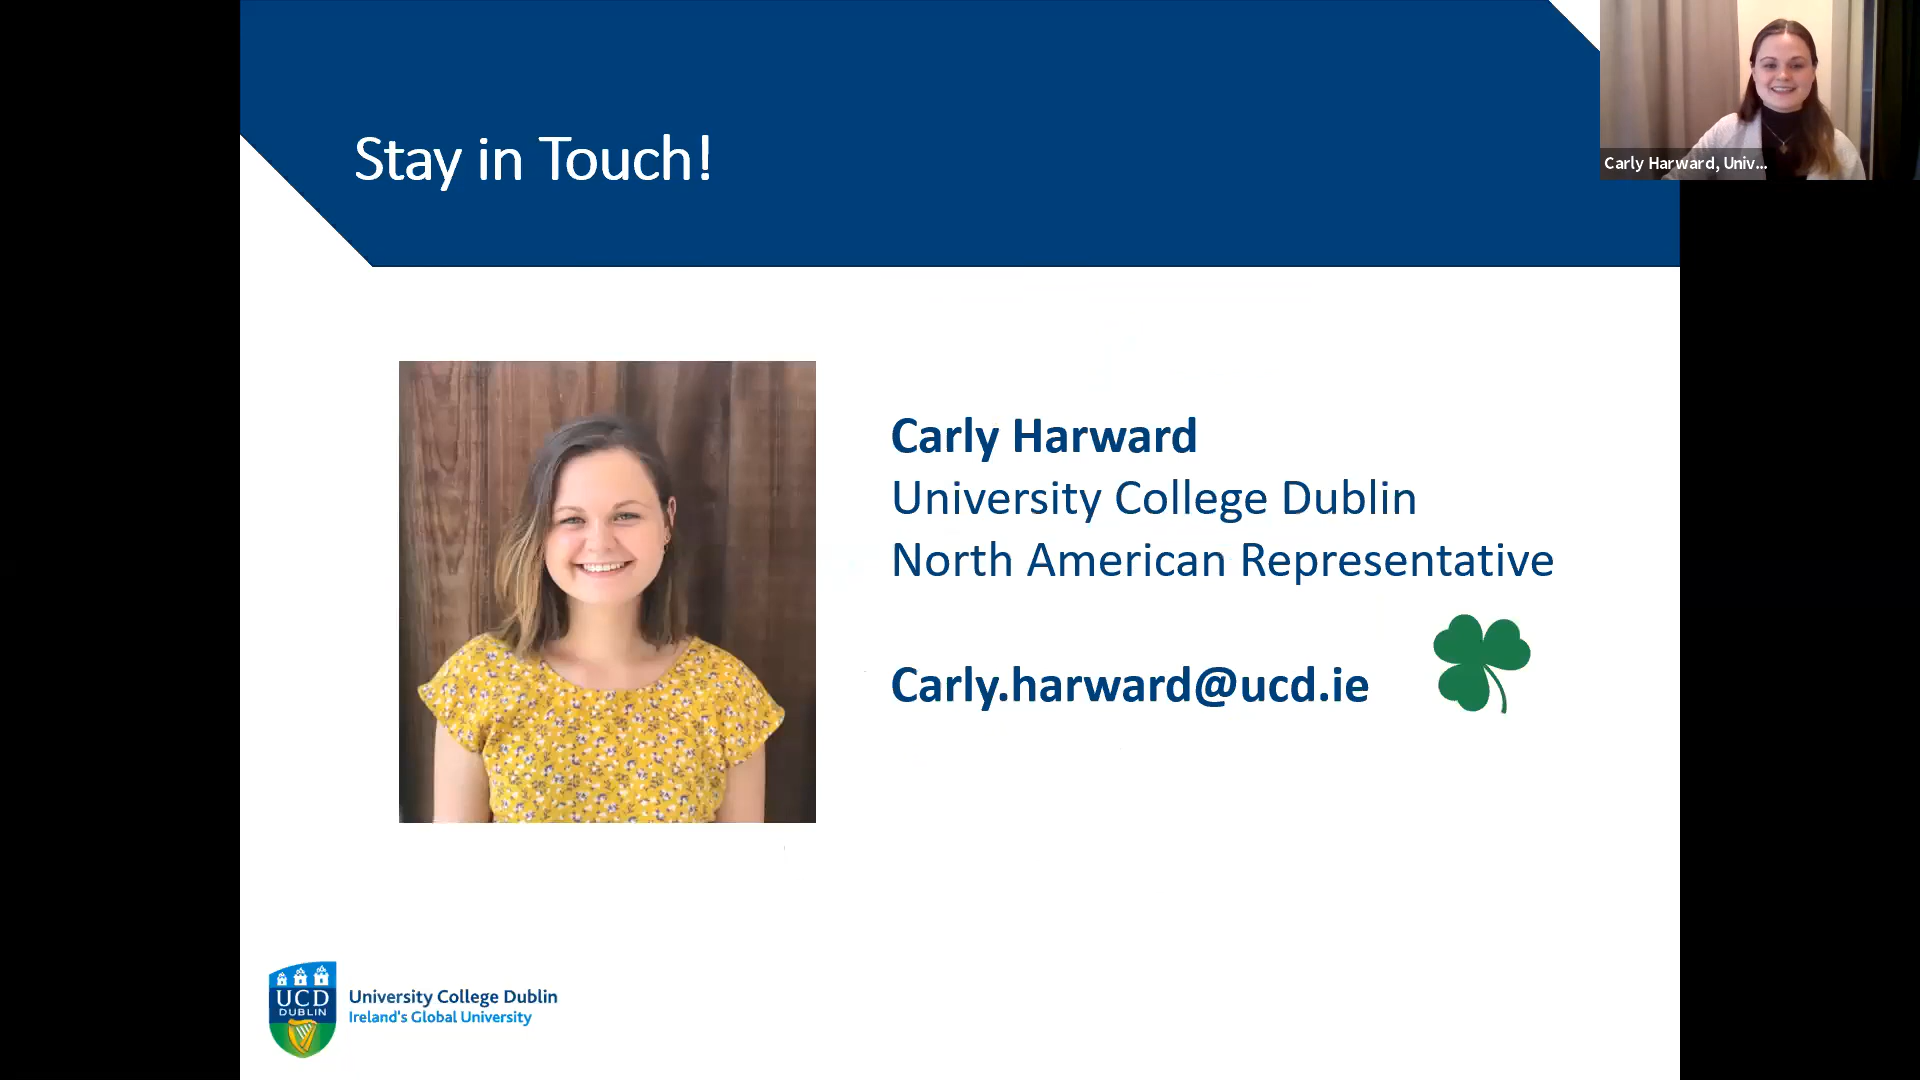 Stay in Touch!
Carly Harward, Univ...
Carly Harward
University College Dublin
North American Representative
Carly.harward@ucd.ie
UCD
DUBLIN
University College Dublin
Ireland's Global University